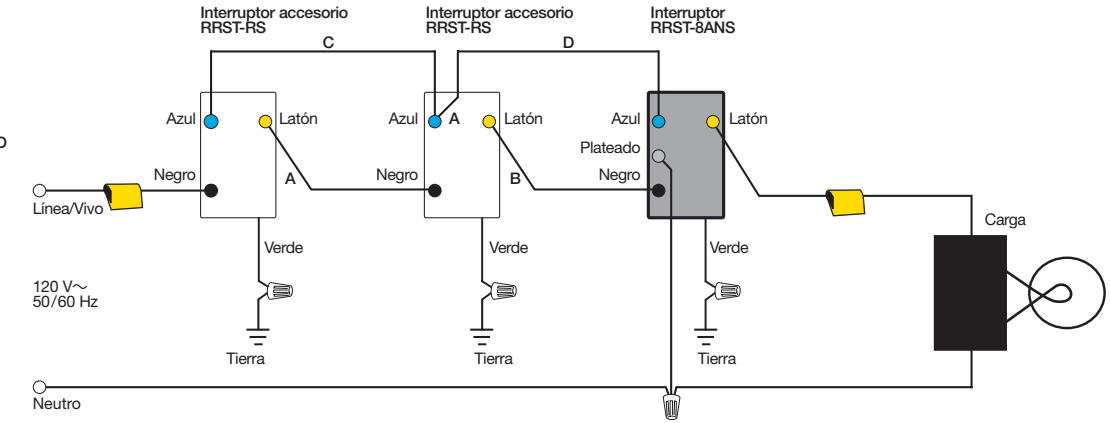 Interruptor accesorio
RRST-RS
Interruptor accesorio
RRST-RS
Interruptor
RRST-8ANS
C
D
Azul
Latón
Azul
A
Latón
Azul
Latón
Plateado
Negro
A
Negro
B
Negro
Línea/Vivo
Carga
Verde
Verde
Verde
120 V~
50/60 Hz
Tierra
Tierra
Tierra
Neutro